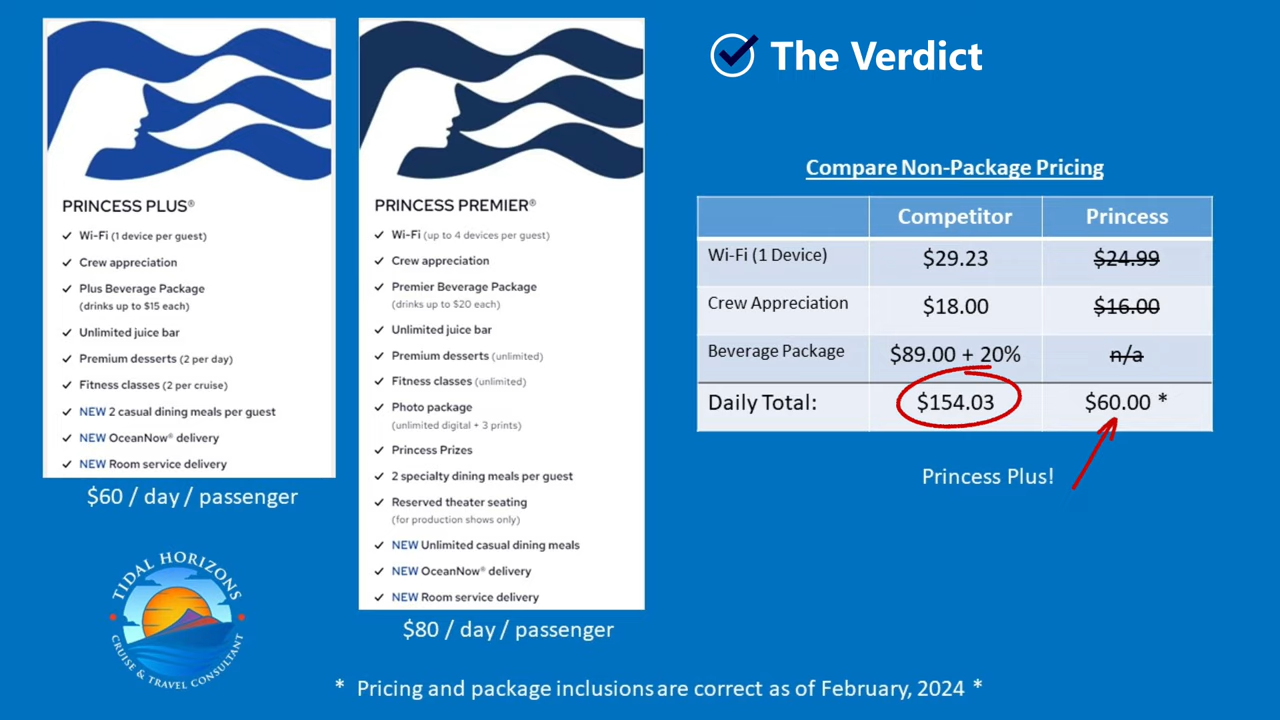 The Verdict
PRINCESS PLUS®
Wi-Fi (1 device per guest)
Crew appreciation
Plus Beverage Package
(drinks up to $15 each)
Unlimited juice bar
Premium desserts (2 per day)
Fitness classes (2 per cruise)
NEW 2 casual dining meals per guest
NEW OceanNow® delivery
NEW Room service delivery
$60 / day / passenger
PRINCESS PREMIER®
Wi-Fi (up to 4 devices per guest)
Crew appreciation
Premier Beverage Package
(drinks up to $20 each)
Unlimited juice bar
Premium desserts (unlimited)
Fitness classes (unlimited)
Photo package
(unlimited digital + 3 prints)
Princess Prizes
2 specialty dining meals per guest
Reserved theater seating
(for production shows only)
NEW Unlimited casual dining meals
NEW OceanNow® delivery
NEW Room service delivery
$80 / day / passenger
Compare Non-Package Pricing
Competitor Princess
Wi-Fi (1 Device) $29.23 $24.99
Crew Appreciation $18.00 $16.00
Beverage Package $89.00 + 20% n/a
Daily Total: $154.03 $60.00 *
Princess Plus!
TIDAL HORIZONS
CRUISE & TRAVEL CONSULTANT
* Pricing and package inclusions are correct as of February, 2024 *